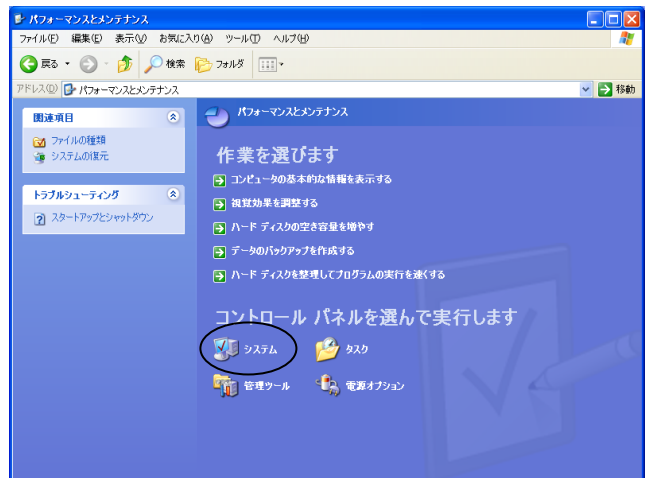 パフォーマンスとメンテナンス
ファイル(F) 編集(E) 表示(V) お気に入り(A) ツール(T) ヘルプ(H)
戻る 検索 フォルダ
アドレス(D) パフォーマンスとメンテナンス 移動
関連項目
ファイルの種類
システムの復元
トラブルシューティング
スタートアップとシャットダウン
パフォーマンスとメンテナンス
作業を選びます
コンピュータの基本的な情報を表示する
視覚効果を調整する
ハード ディスクの空き容量を増やす
データのバックアップを作成する
ハード ディスクを整理してプログラムの実行を速くする
コントロール パネルを選んで実行します
システム タスク
管理ツール 電源オプション